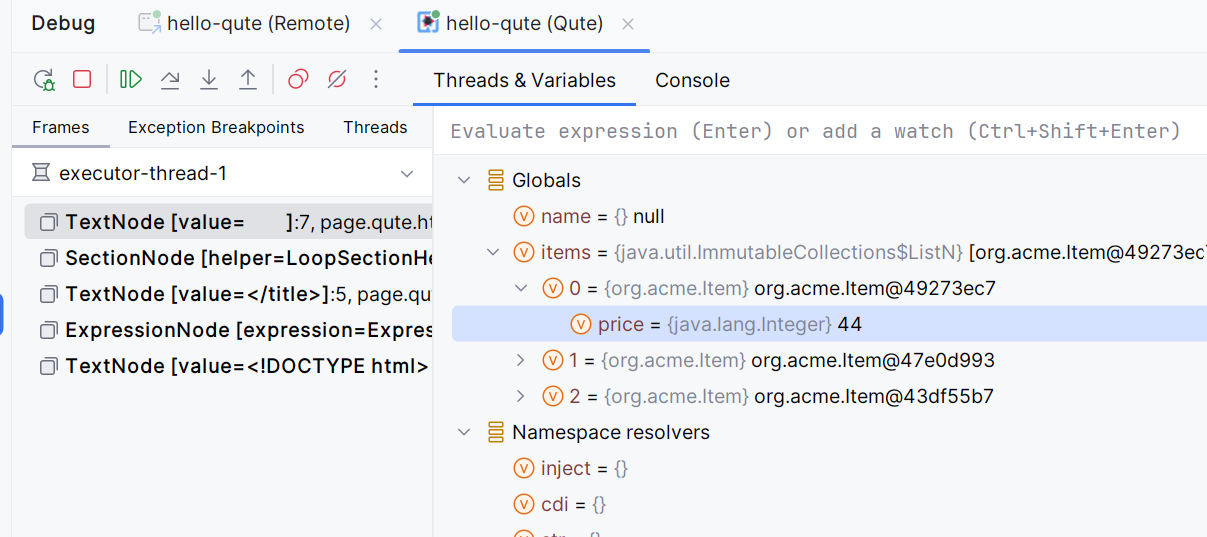 Debug hello-qute (Remote) hello-qute (Qute)
Threads & Variables Console
Frames Exception Breakpoints Threads
Evaluate expression (Enter) or add a watch (Ctrl+Shift+Enter)
executor-thread-1
TextNode [value=      ]:7, page.qute.ht
SectionNode [helper=LoopSectionHe
TextNode [value=</title>]:5, page.qu
ExpressionNode [expression=Expres
TextNode [value=<!DOCTYPE html>
Globals
name = {} null
items = {java.util.ImmutableCollections$ListN} [org.acme.Item@49273ec7
0 = {org.acme.Item} org.acme.Item@49273ec7
price = {java.lang.Integer} 44
1 = {org.acme.Item} org.acme.Item@47e0d993
2 = {org.acme.Item} org.acme.Item@43df55b7
Namespace resolvers
inject = {}
cdi = {}